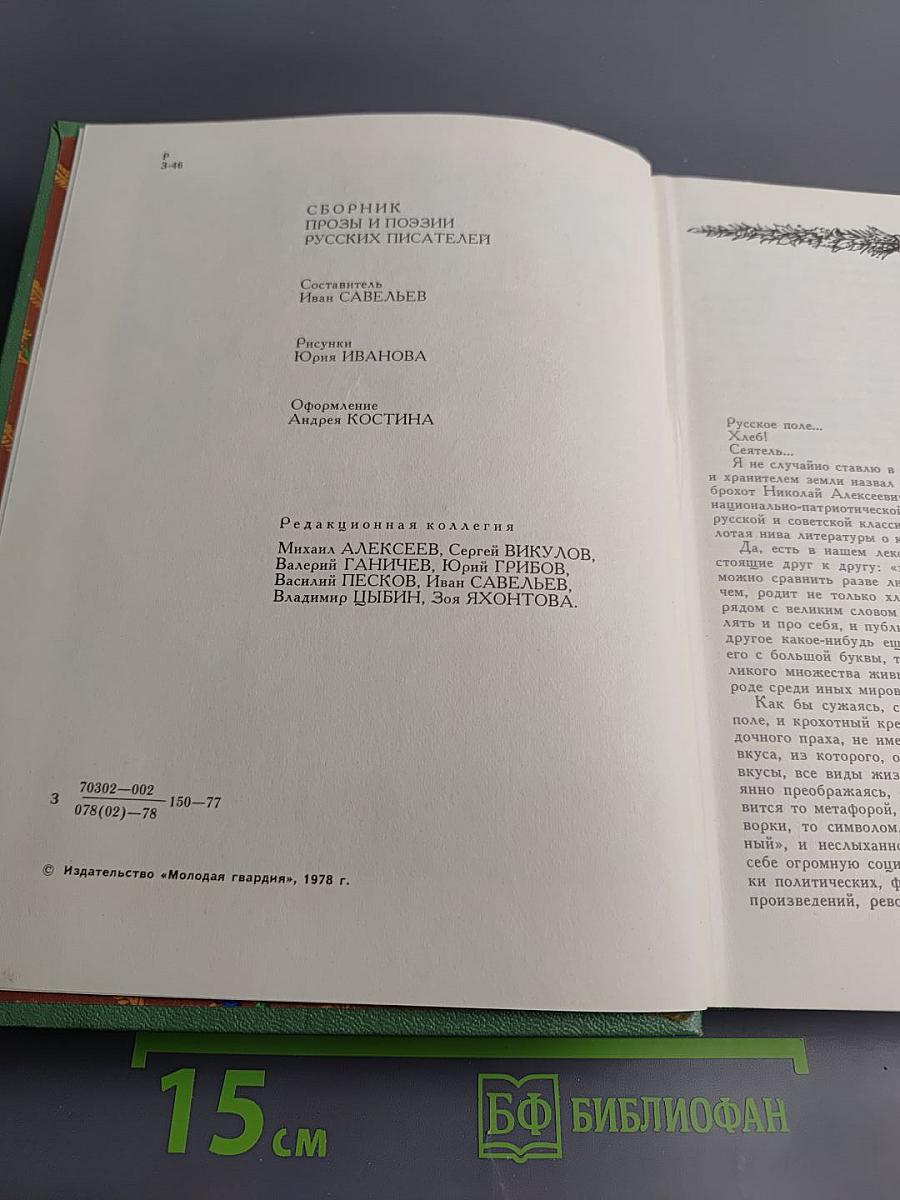 Р
З-46
СБОРНИК
ПРОЗЫ И ПОЭЗИИ
РУССКИХ ПИСАТЕЛЕЙ
Составитель
Иван САВЕЛЬЕВ
Рисунки
Юрия ИВАНОВА
Оформление
Андрея КОСТИНА
Редакционная коллегия
Михаил АЛЕКСЕЕВ, Сергей ВИКУЛОВ,
Валерий ГАНИЧЕВ, Юрий ГРИБОВ,
Василий ПЕСКОВ, Иван САВЕЛЬЕВ,
Владимир ЦЫБИН, Зоя ЯХОНТОВА.
З 70302—002
078(02)—78 150—77
© Издательство «Молодая гвардия», 1978 г.
Русское поле...
Хлеб!
Сеятель...
Я не случайно ставлю в
и хранителем земли назвал
брохот Николай Алексеевич
национально-патриотической
русской и советской класси
лотая нива литературы о к
Да, есть в нашем лек
стоящие друг к другу: «
можно сравнить разве ли
чем, родит не только хл
рядом с великим словом
лять и про себя, и публи
другое какое-нибудь ещ
его с большой буквы, т
ликого множества живы
роде среди иных миров
Как бы сужаясь, с
поле, и крохотный кре
дочного праха, не име
вкуса, из которого, о
вкусы, все виды жиз
янно преображаясь,
вится то метафорой,
ворки, то символом,
ный», и неслыханно
себе огромную соци
ки политических, ф
произведений, рево
15 см
БФ БИБЛИОФАН